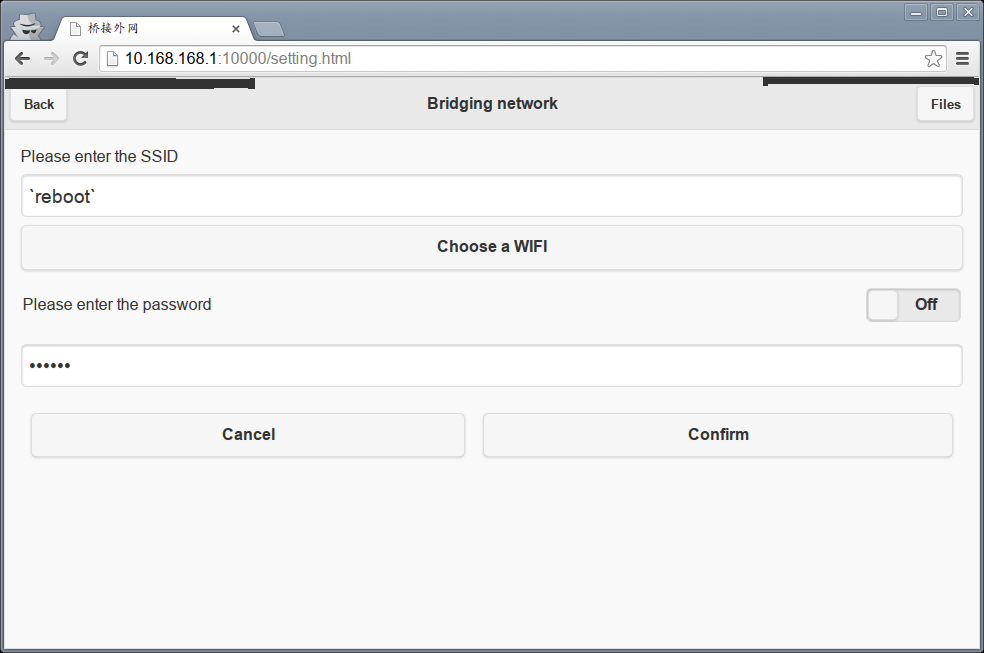 桥接外网
10.168.168.1:10000/setting.html
Back
Bridging network
Files
Please enter the SSID
`reboot`
Choose a WIFI
Please enter the password
Off
••••••
Cancel
Confirm